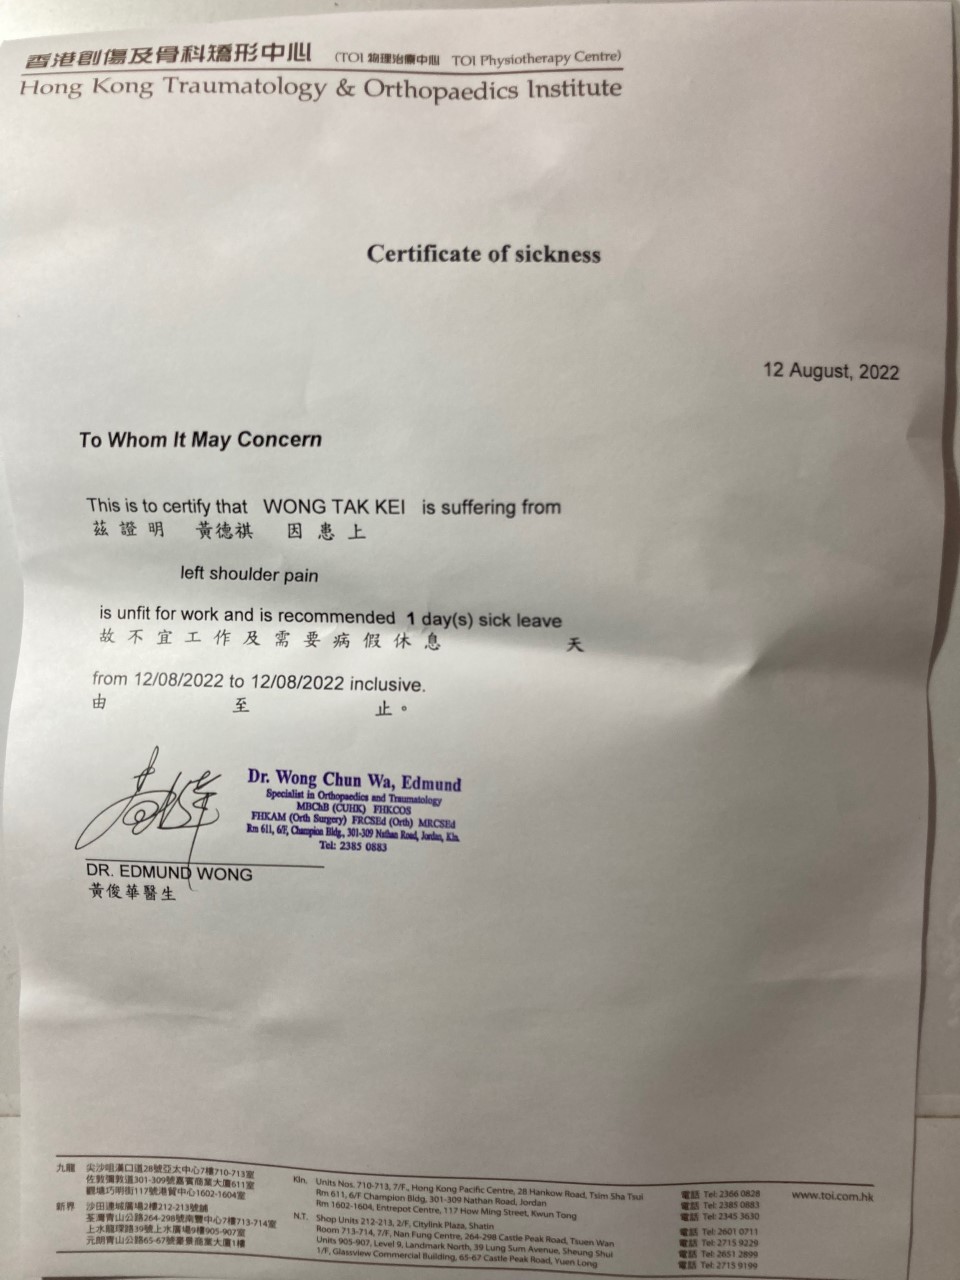 香港創傷及骨科矯形中心 (TOI 物理治療中心 TOI Physiotherapy Centre)
Hong Kong Traumatology & Orthopaedics Institute
Certificate of sickness
12 August, 2022
To Whom It May Concern
This is to certify that WONG TAK KEI is suffering from
茲證明 黃德祺 因患上
left shoulder pain
is unfit for work and is recommended 1 day(s) sick leave
故不宜工作及需要病假休息 天
from 12/08/2022 to 12/08/2022 inclusive.
由 至 止。
Dr. Wong Chun Wa, Edmund
Specialist in Orthopaedics and Traumatology
MBChB (CUHK) FHKCOS
FHKAM (Orth Surgery) FRCSEd (Orth) MRCSEd
Rm 611, 6/F, Champion Bldg., 301-309 Nathan Road, Jordan, Kln.
Tel: 2385 0883
DR. EDMUND WONG
黃俊華醫生
九龍 尖沙咀漢口道28號亞太中心7樓710-713室
佐敦彌敦道301-309號嘉賓商業大廈611室
觀塘巧明街117號港貿中心1602-1604室
新界 沙田連城廣場2樓212-213號舖
荃灣青山公路264-298號南豐中心7樓713-714室
上水龍琛路39號上水廣場9樓905-907室
元朗青山公路65-67號豪景商業大廈1樓
Kln. Units Nos. 710-713, 7/F., Hong Kong Pacific Centre, 28 Hankow Road, Tsim Sha Tsui
Rm 611, 6/F Champion Bldg, 301-309 Nathan Road, Jordan
Rm 1602-1604, Entrepot Centre, 117 How Ming Street, Kwun Tong
N.T. Shop Units 212-213, 2/F, Citylink Plaza, Shatin
Room 713-714, 7/F, Nan Fung Centre, 264-298 Castle Peak Road, Tsuen Wan
Units 905-907, Level 9, Landmark North, 39 Lung Sum Avenue, Sheung Shui
1/F, Glassview Commercial Building, 65-67 Castle Peak Road, Yuen Long
電話 Tel: 2366 0828
電話 Tel: 2385 0883
電話 Tel: 2345 3630
電話 Tel: 2601 0711
電話 Tel: 2715 9229
電話 Tel: 2651 2899
電話 Tel: 2715 9199
www.toi.com.hk